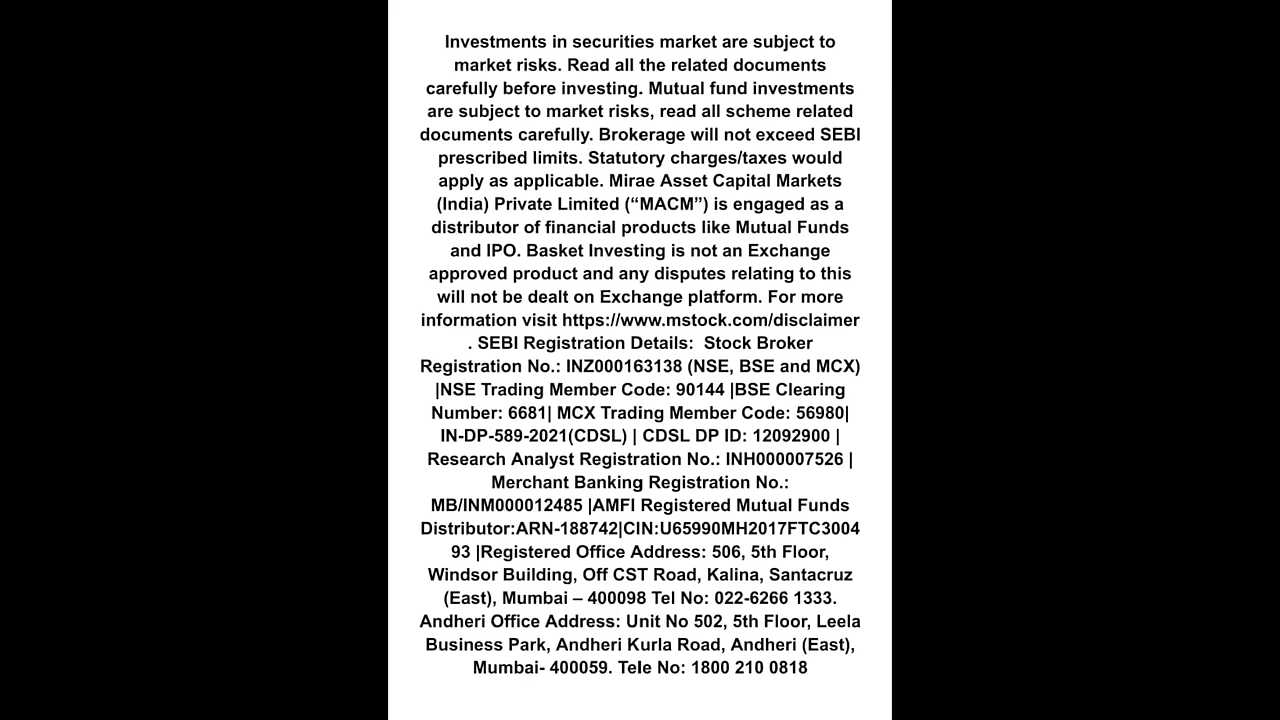 Investments in securities market are subject to
market risks. Read all the related documents
carefully before investing. Mutual fund investments
are subject to market risks, read all scheme related
documents carefully. Brokerage will not exceed SEBI
prescribed limits. Statutory charges/taxes would
apply as applicable. Mirae Asset Capital Markets
(India) Private Limited (“MACM”) is engaged as a
distributor of financial products like Mutual Funds
and IPO. Basket Investing is not an Exchange
approved product and any disputes relating to this
will not be dealt on Exchange platform. For more
information visit https://www.mstock.com/disclaimer
. SEBI Registration Details:  Stock Broker
Registration No.: INZ000163138 (NSE, BSE and MCX)
|NSE Trading Member Code: 90144 |BSE Clearing
Number: 6681| MCX Trading Member Code: 56980|
IN-DP-589-2021(CDSL) | CDSL DP ID: 12092900 |
Research Analyst Registration No.: INH000007526 |
Merchant Banking Registration No.:
MB/INM000012485 |AMFI Registered Mutual Funds
Distributor:ARN-188742|CIN:U65990MH2017FTC3004
93 |Registered Office Address: 506, 5th Floor,
Windsor Building, Off CST Road, Kalina, Santacruz
(East), Mumbai – 400098 Tel No: 022-6266 1333.
Andheri Office Address: Unit No 502, 5th Floor, Leela
Business Park, Andheri Kurla Road, Andheri (East),
Mumbai- 400059. Tele No: 1800 210 0818